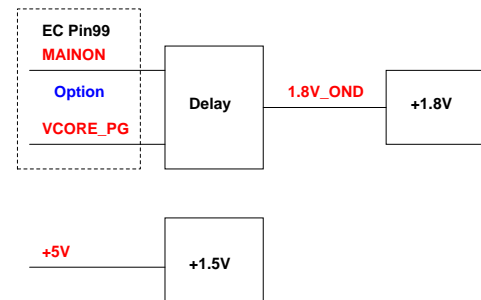 EC Pin99
MAINON
Option
VCORE_PG
Delay
1.8V_OND
+1.8V
+5V
+1.5V